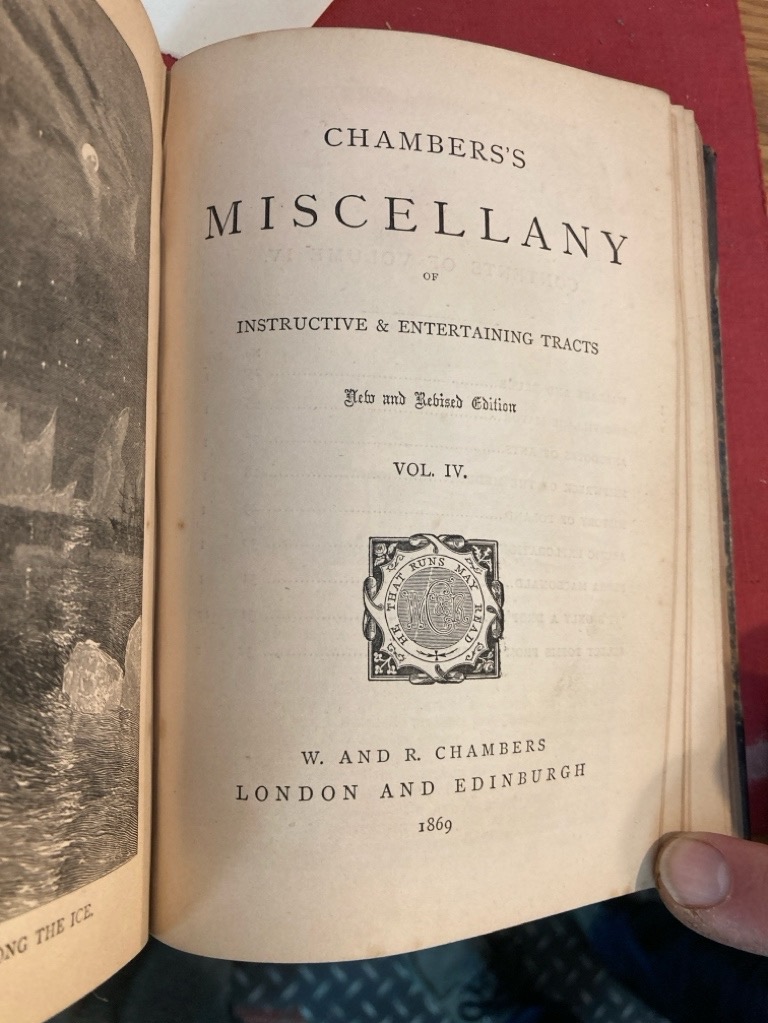 ONG THE ICE.
CHAMBERS'S
MISCELLANY
OF
INSTRUCTIVE & ENTERTAINING TRACTS
New and Revised Edition
VOL. IV.
HE THAT RUNS MAY READ
W. AND R. CHAMBERS
LONDON AND EDINBURGH
1869